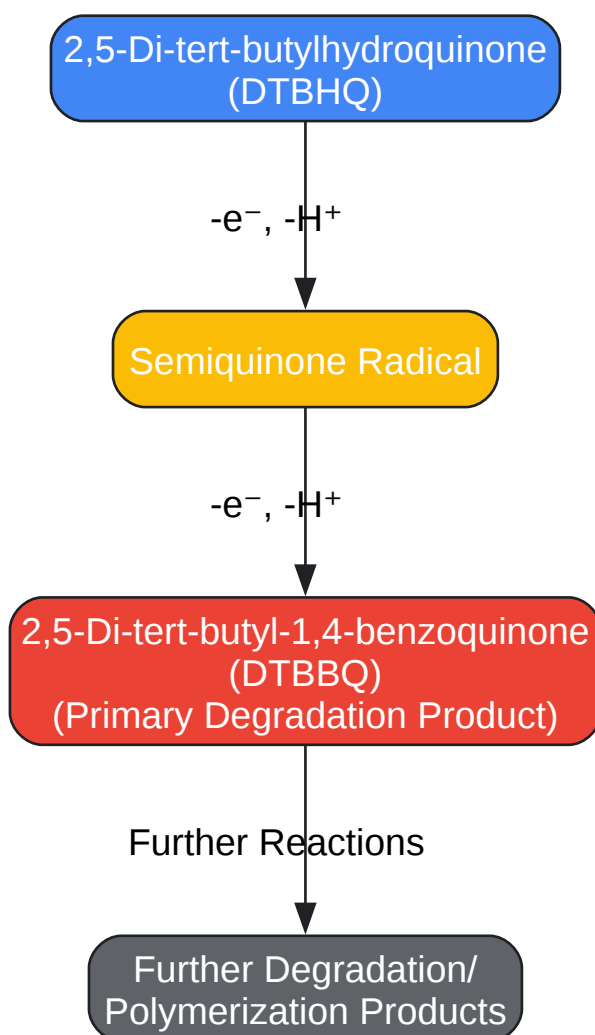 2,5-Di-tert-butylhydroquinone
(DTBHQ)
-e⁻, -H⁺
Semiquinone Radical
-e⁻, -H⁺
2,5-Di-tert-butyl-1,4-benzoquinone
(DTBBQ)
(Primary Degradation Product)
Further Reactions
Further Degradation/
Polymerization Products